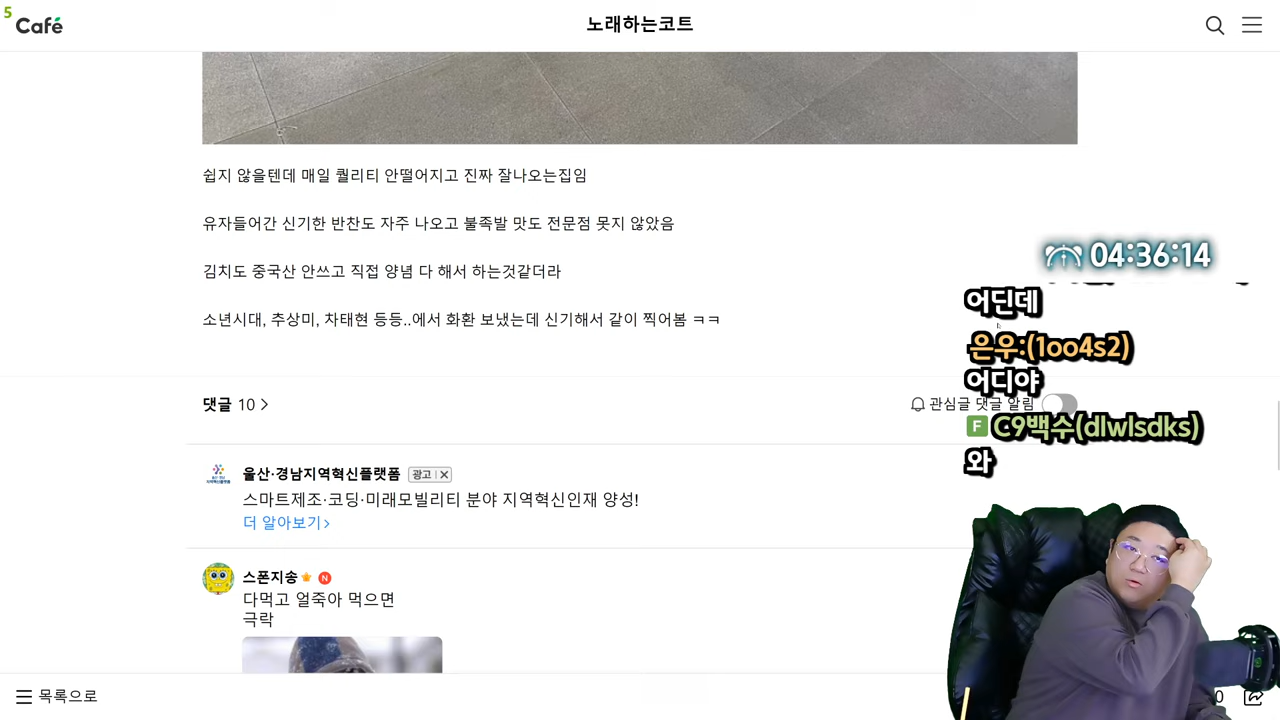 5
Café
노래하는코트
쉽지 않을텐데 매일 퀄리티 안떨어지고 진짜 잘나오는집임
유자들어간 신기한 반찬도 자주 나오고 불족발 맛도 전문점 못지 않았음
김치도 중국산 안쓰고 직접 양념 다 해서 하는것같더라
소년시대, 추상미, 차태현 등등..에서 화환 보냈는데 신기해서 같이 찍어봄 ㅋㅋ
04:36:14
어딘데
은우:(1oo4s2)
어디야
F C9백수(dlwlsdks)
와
댓글 10
관심글 댓글 알림
울산·경남지역혁신플랫폼 광고
스마트제조·코딩·미래모빌리티 분야 지역혁신인재 양성!
더 알아보기
스폰지송 N
다먹고 얼죽아 먹으면
극락
목록으로
0